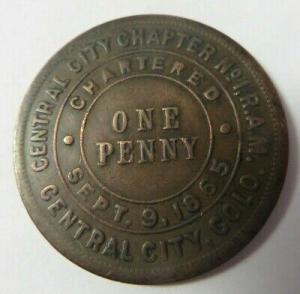 CENTRAL CITY CHAPTER No 1, R.A.M.
CENTRAL CITY, COLO.
CHARTERED
SEPT. 9, 1865
ONE
PENNY